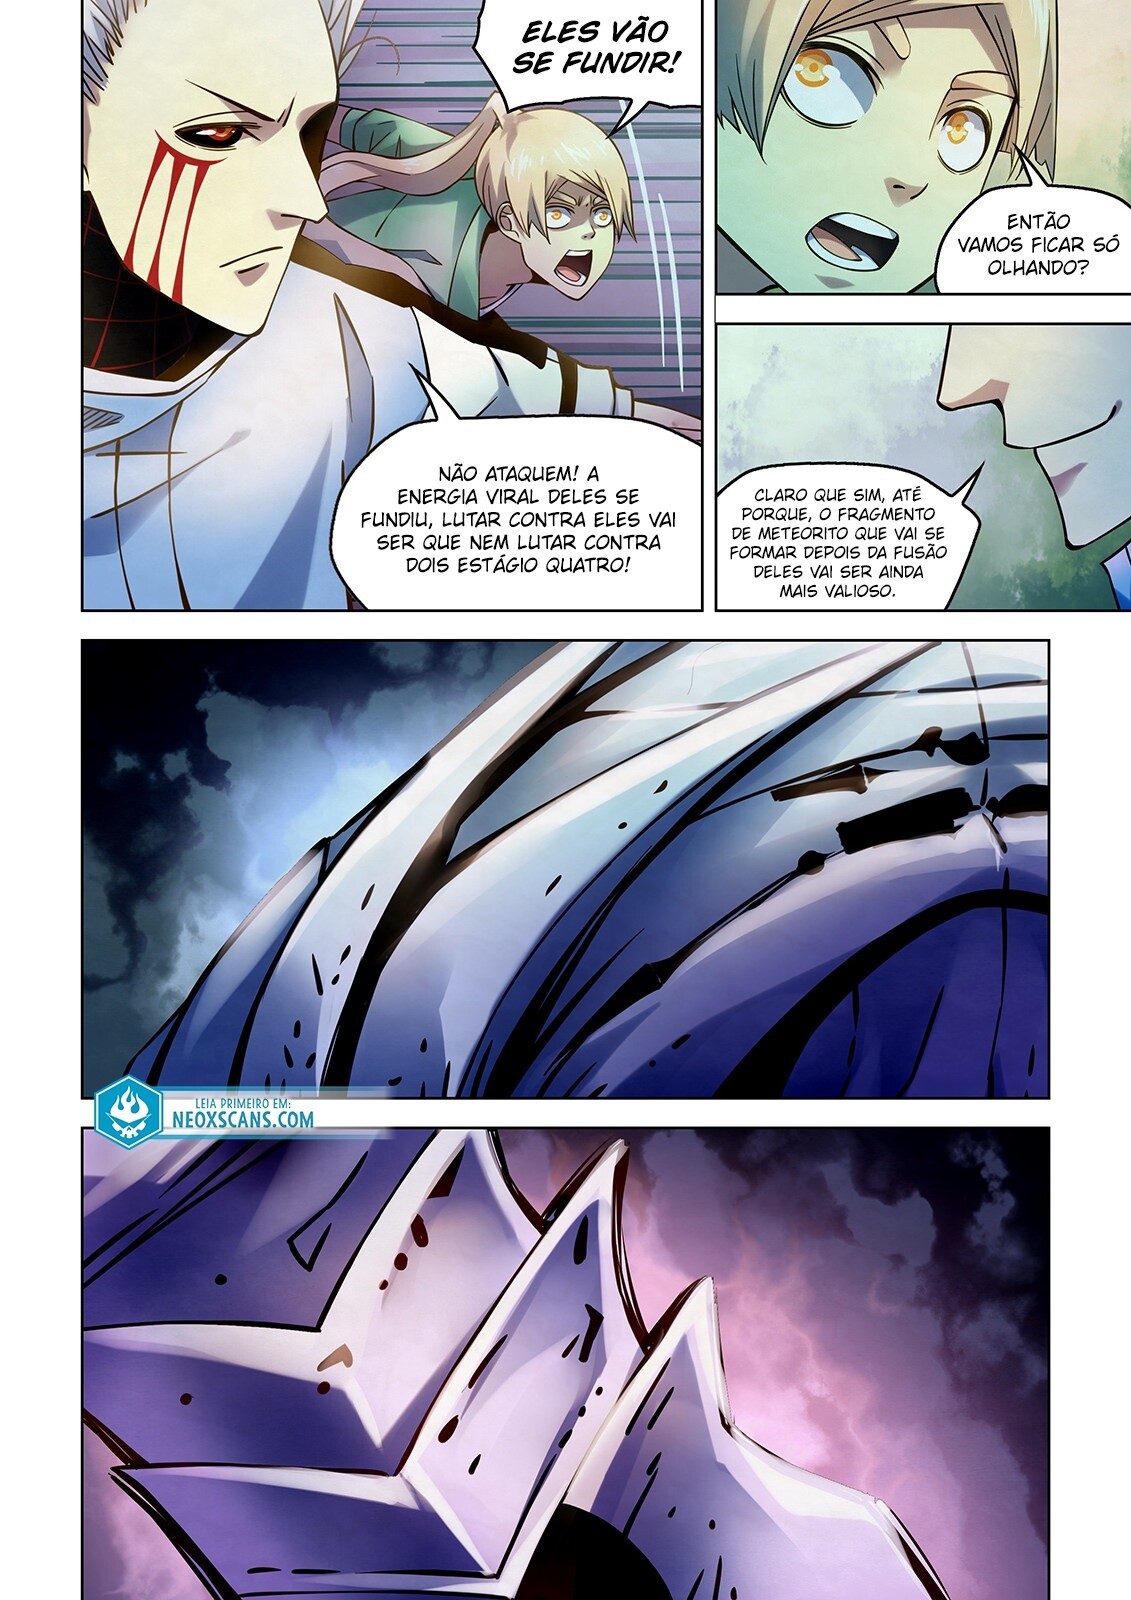 ELES VÃO
SE FUNDIR!
NÃO ATAQUEM! A
ENERGIA VIRAL DELES SE
FUNDIU, LUTAR CONTRA ELES VAI
SER QUE NEM LUTAR CONTRA
DOIS ESTÁGIO QUATRO!
ENTÃO
VAMOS FICAR SÓ
OLHANDO?
CLARO QUE SIM, ATÉ
PORQUE, O FRAGMENTO
DE METEORITO QUE VAI SE
FORMAR DEPOIS DA FUSÃO
DELES VAI SER AINDA
MAIS VALIOSO.
LEIA PRIMEIRO EM:
NEOXSCANS.COM